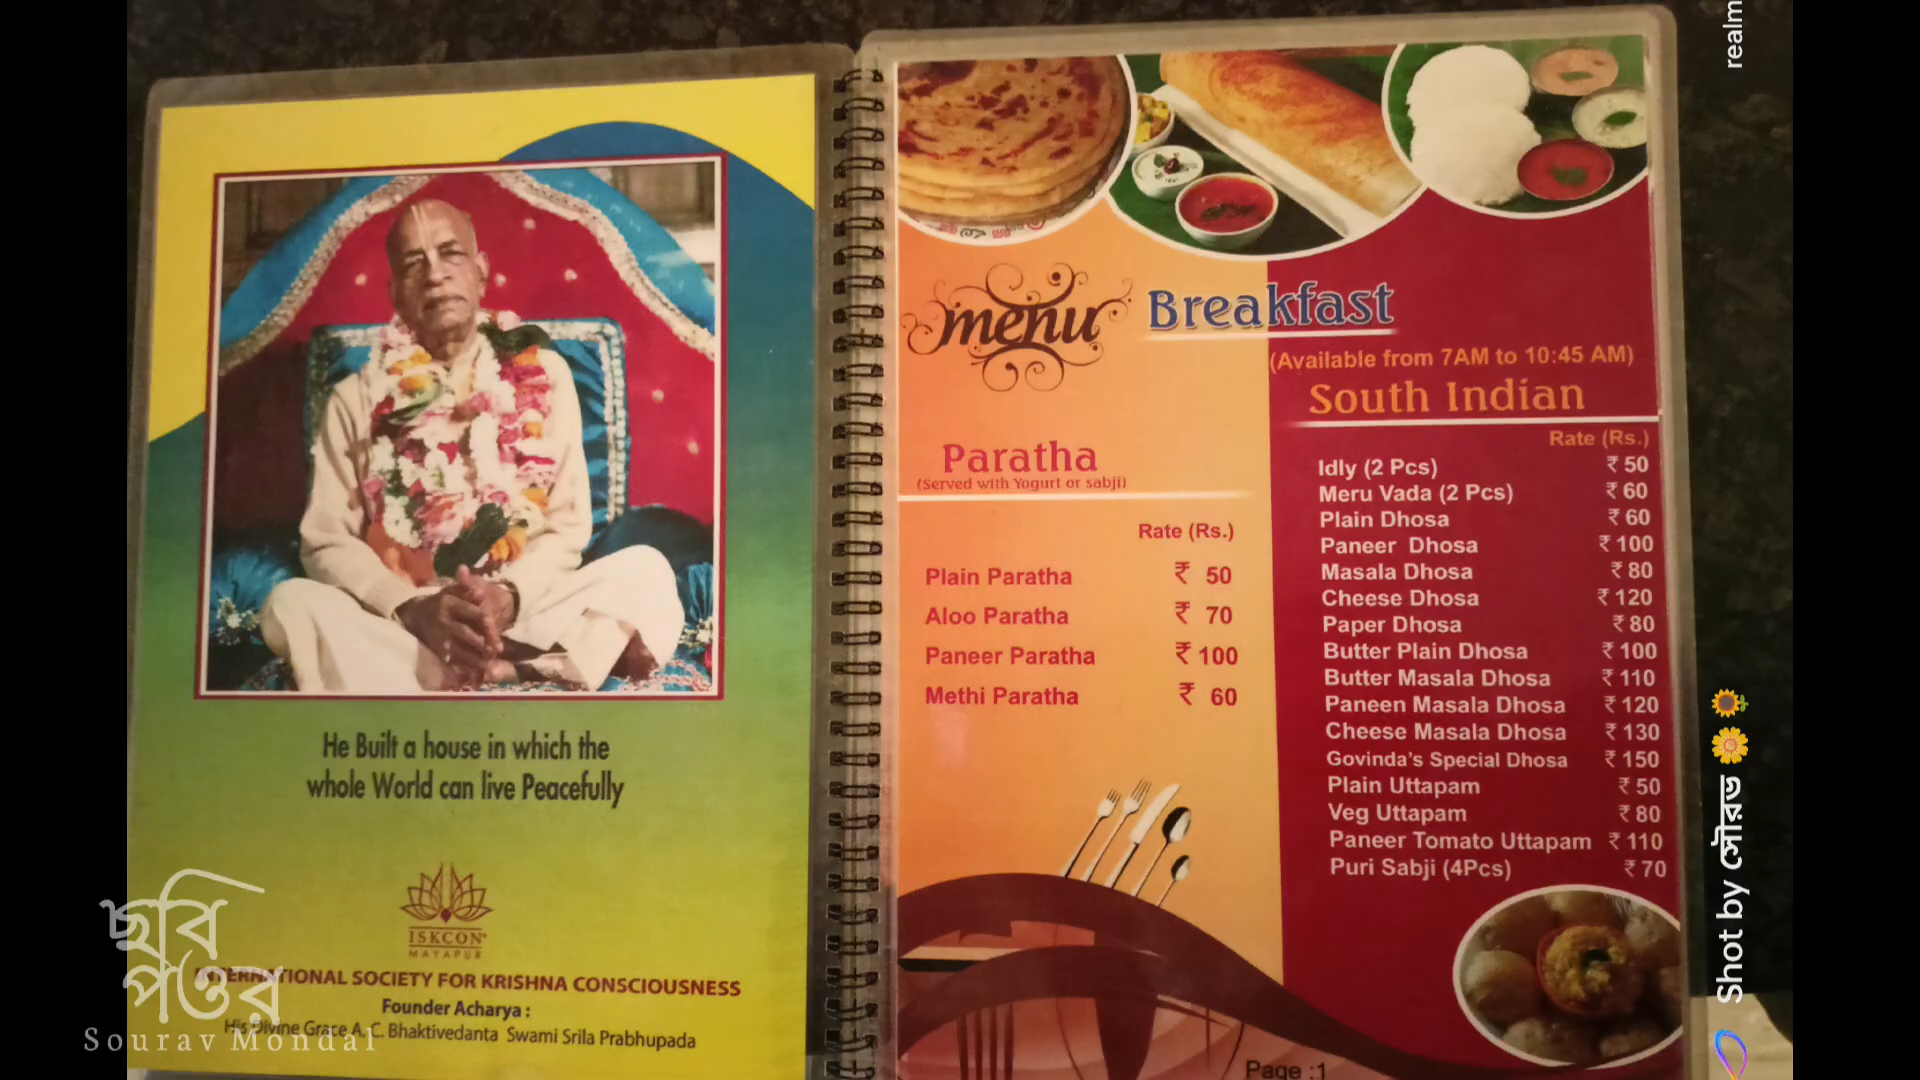 He Built a house in which the
whole World can live Peacefully
ISKCON
MAYAPUR
INTERNATIONAL SOCIETY FOR KRISHNA CONSCIOUSNESS
Founder Acharya :
His Divine Grace A. C. Bhaktivedanta Swami Srila Prabhupada
ছবি
পত্তর
Sourav Mondal
menu
Breakfast
(Available from 7AM to 10:45 AM)
Paratha
(Served with Yogurt or sabji)
Rate (Rs.)
Plain Paratha ₹ 50
Aloo Paratha ₹ 70
Paneer Paratha ₹ 100
Methi Paratha ₹ 60
South Indian
Rate (Rs.)
Idly (2 Pcs) ₹ 50
Meru Vada (2 Pcs) ₹ 60
Plain Dhosa ₹ 60
Paneer Dhosa ₹ 100
Masala Dhosa ₹ 80
Cheese Dhosa ₹ 120
Paper Dhosa ₹ 80
Butter Plain Dhosa ₹ 100
Butter Masala Dhosa ₹ 110
Paneen Masala Dhosa ₹ 120
Cheese Masala Dhosa ₹ 130
Govinda's Special Dhosa ₹ 150
Plain Uttapam ₹ 50
Veg Uttapam ₹ 80
Paneer Tomato Uttapam ₹ 110
Puri Sabji (4Pcs) ₹ 70
Page :1
Shot by সৌরভ
realm